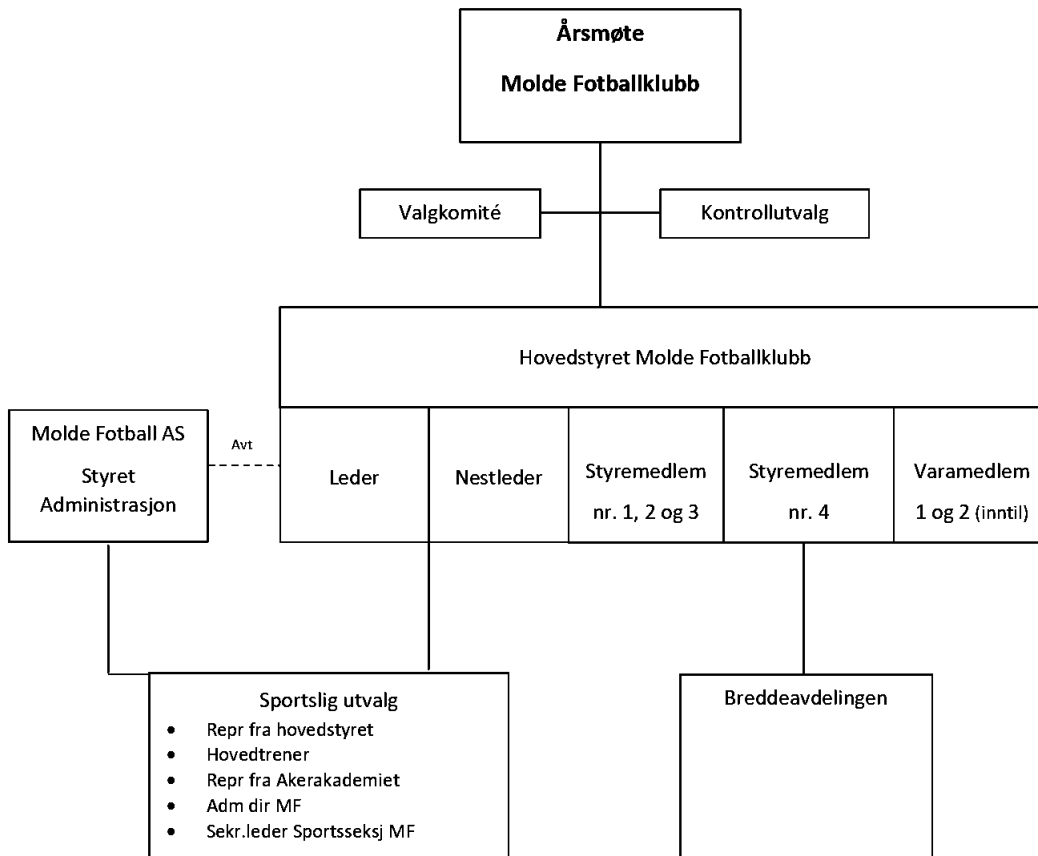 Årsmøte
Molde Fotballklubb
Valgkomité
Kontrollutvalg
Hovedstyret Molde Fotballklubb
Molde Fotball AS
Styret
Administrasjon
Avt
Leder
Nestleder
Styremedlem
nr. 1, 2 og 3
Styremedlem
nr. 4
Varamedlem
1 og 2 (inntil)
Sportslig utvalg
• Repr fra hovedstyret
• Hovedtrener
• Repr fra Akerakademiet
• Adm dir MF
• Sekr.leder Sportsseksj MF
Breddeavdelingen